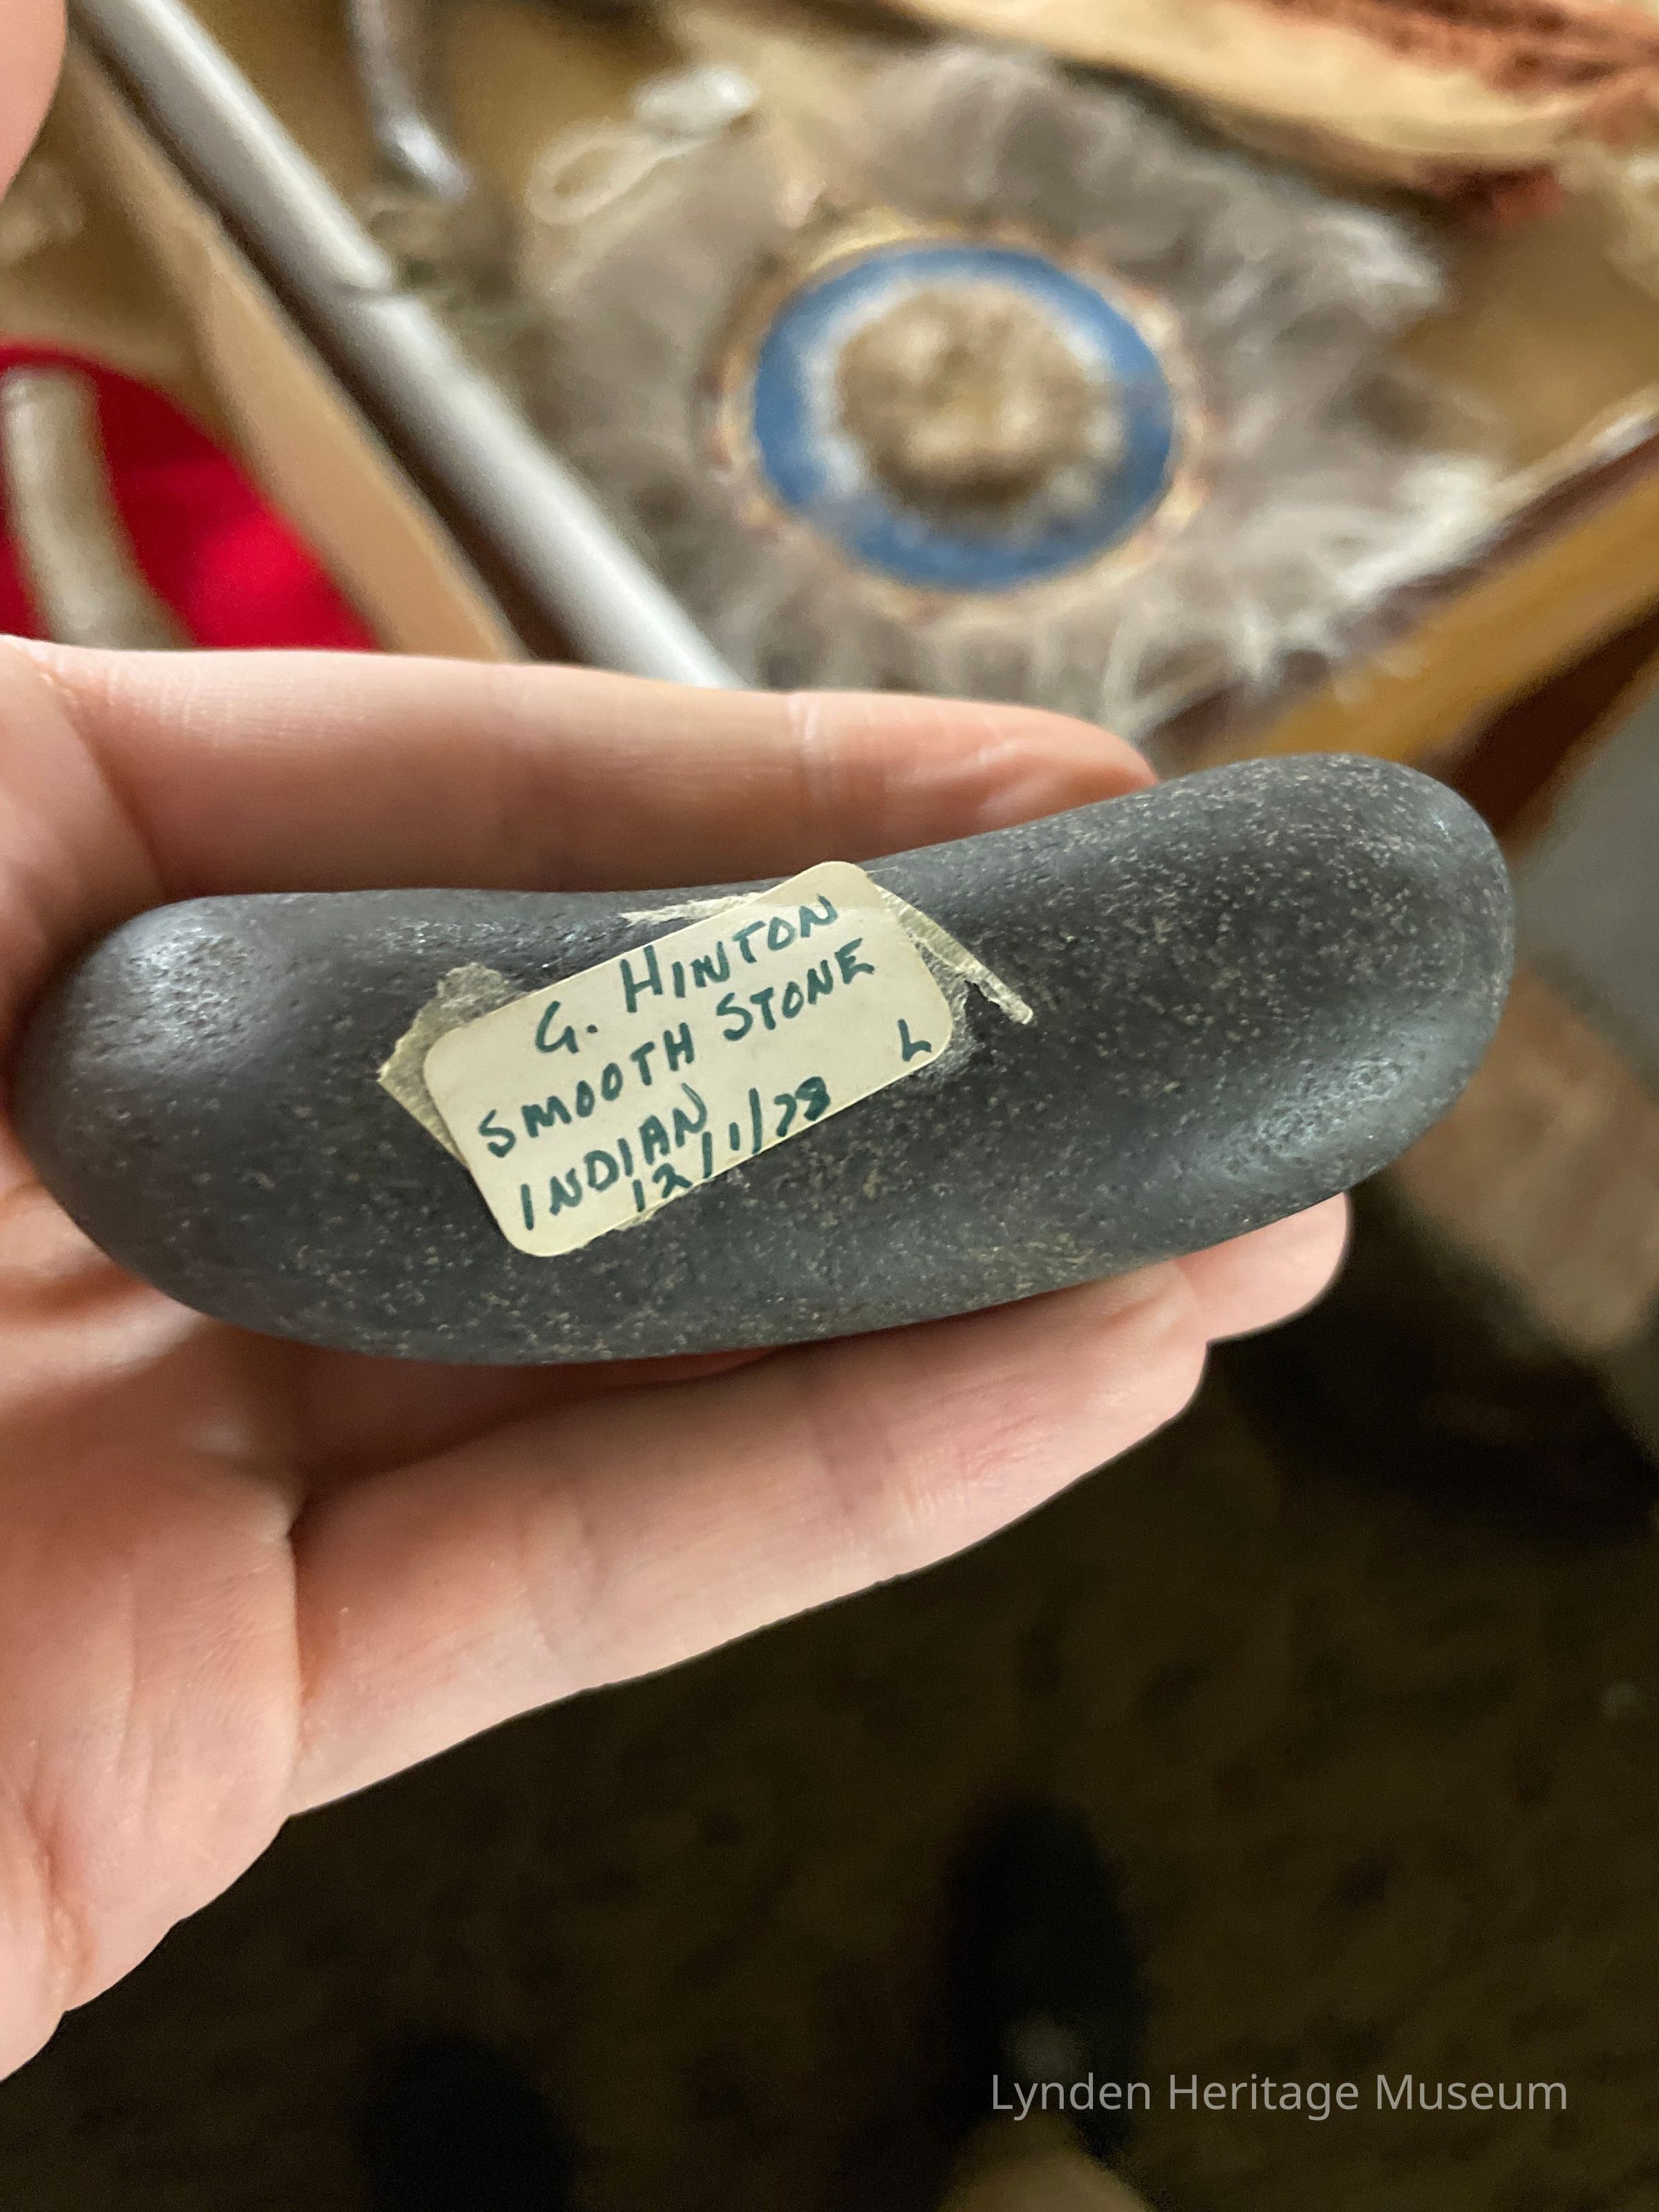 G. HINTON
SMOOTH STONE
INDIAN L
12/1/78
Lynden Heritage Museum